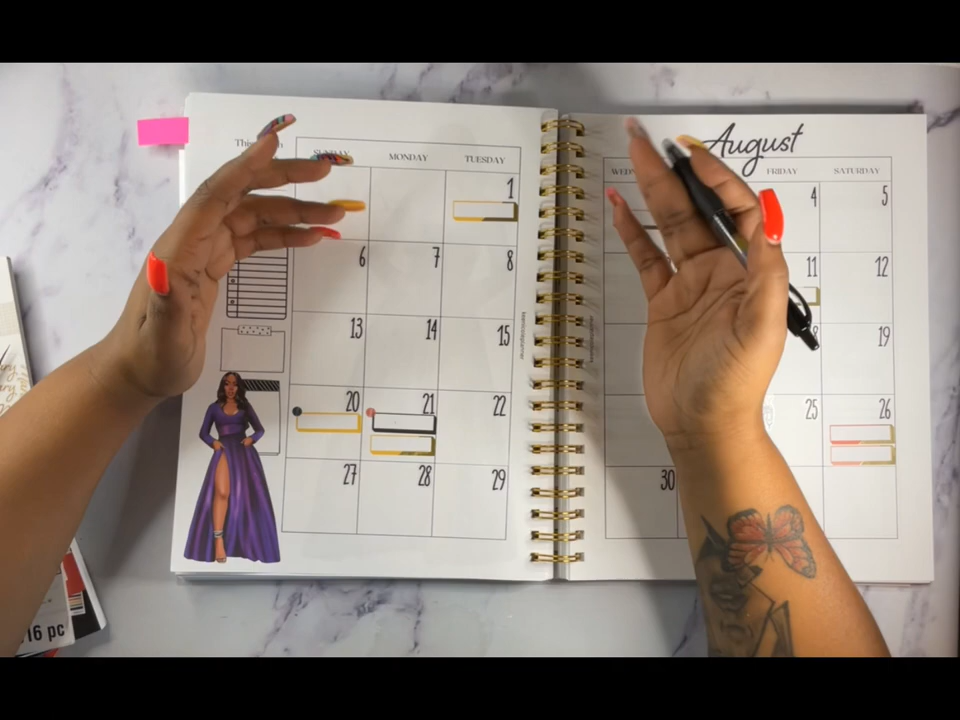 August
SUNDAY MONDAY TUESDAY
FRIDAY SATURDAY
1
4 5
6 7 8
11 12
13 14 15
19
20 21 22
25 26
27 28 29
30
16 pc